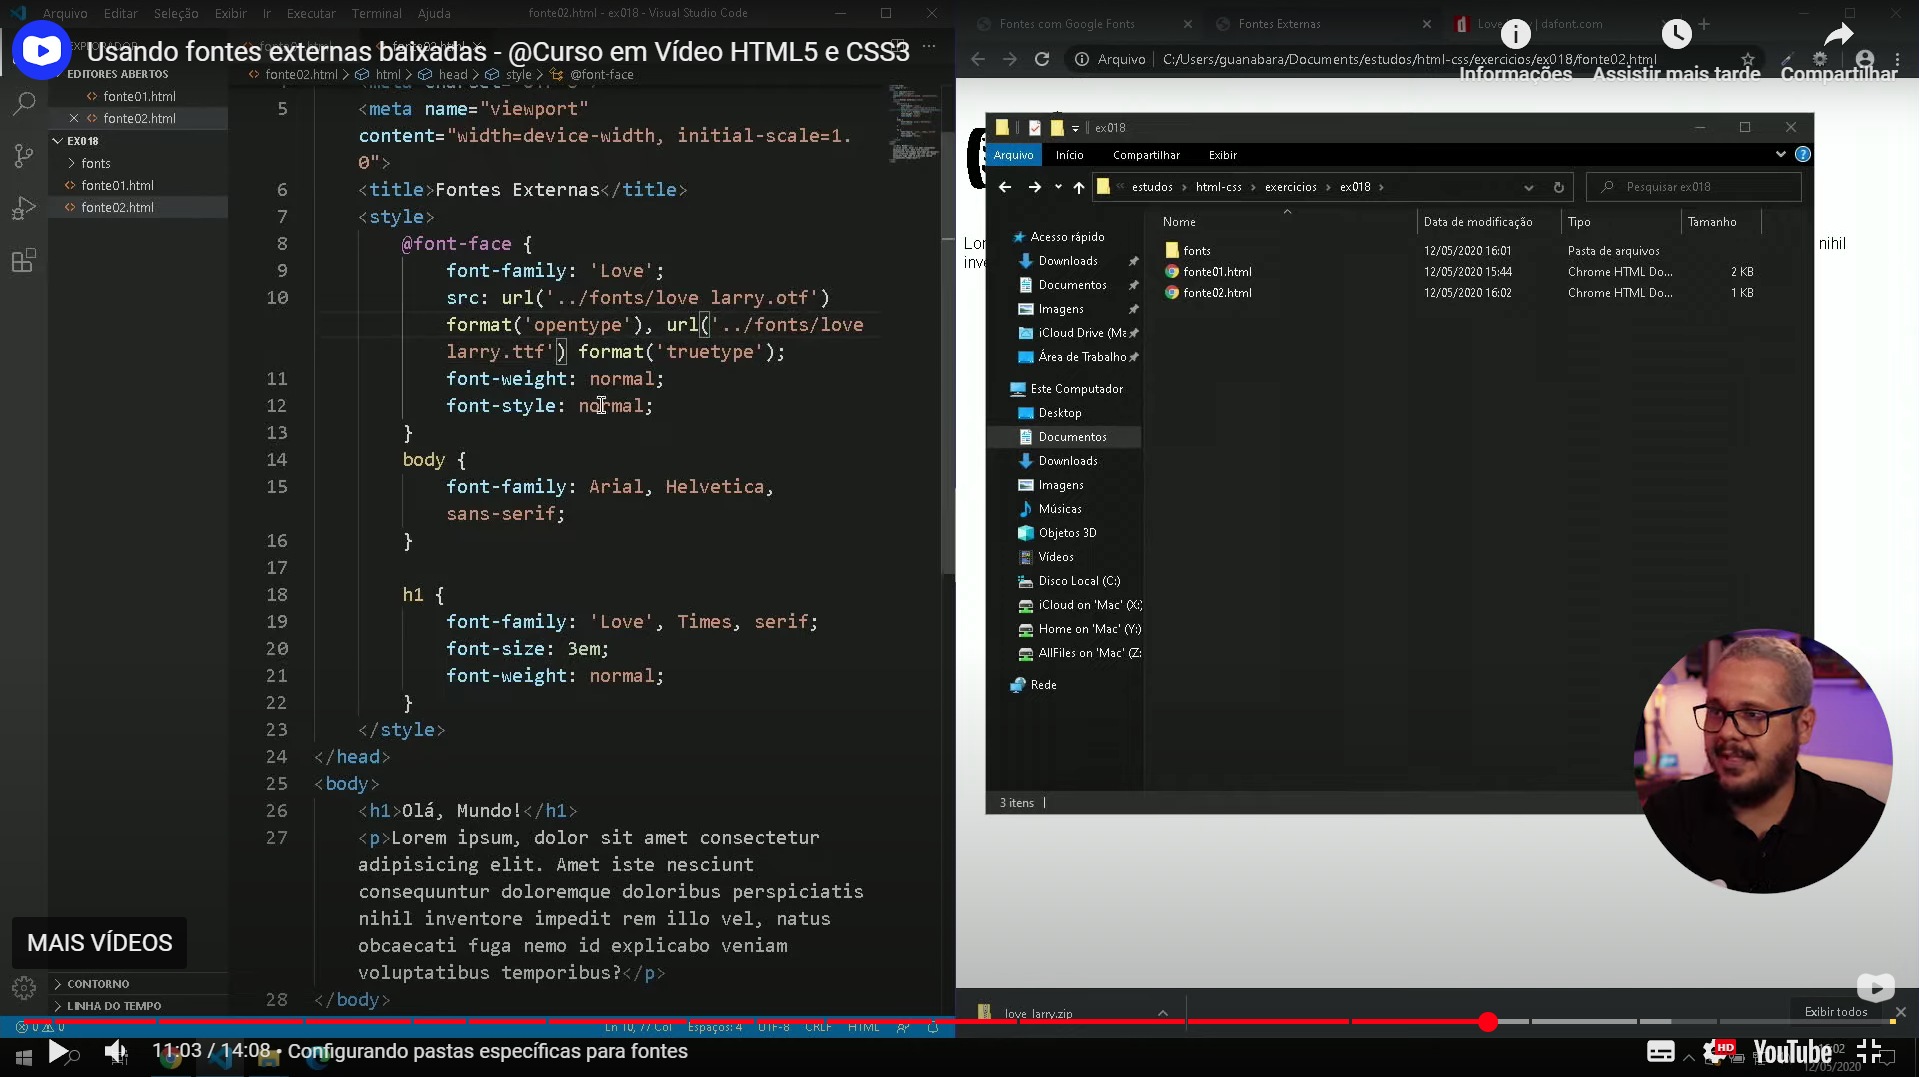 Arquivo Editar Seleção Exibir Ir Executar Terminal Ajuda
fonte02.html - ex018 - Visual Studio Code
Usando fontes externas baixadas - @Curso em Vídeo HTML5 e CSS3
EDITORES ABERTOS
fonte01.html
fonte02.html
EX018
fonts
fonte01.html
fonte02.html
CONTORNO
LINHA DO TEMPO
fonte02.html > html > head > style > @font-face
5 <meta name="viewport"
content="width=device-width, initial-scale=1.
0">
6 <title>Fontes Externas</title>
7 <style>
8 @font-face {
9 font-family: 'Love';
10 src: url('../fonts/love larry.otf')
format('opentype'), url('../fonts/love
larry.ttf') format('truetype');
11 font-weight: normal;
12 font-style: normal;
13 }
14 body {
15 font-family: Arial, Helvetica,
sans-serif;
16 }
17
18 h1 {
19 font-family: 'Love', Times, serif;
20 font-size: 3em;
21 font-weight: normal;
22 }
23 </style>
24 </head>
25 <body>
26 <h1>Olá, Mundo!</h1>
27 <p>Lorem ipsum, dolor sit amet consectetur
adipisicing elit. Amet iste nesciunt
consequuntur doloremque doloribus perspiciatis
nihil inventore impedit rem illo vel, natus
obcaecati fuga nemo id explicabo veniam
voluptatibus temporibus?</p>
28 </body>
MAIS VÍDEOS
0 0
Ln 10, 77 Col Espaços: 4 UTF-8 CRLF HTML
Fontes com Google Fonts
Fontes Externas
dafont.com
Arquivo C:/Users/guanabara/Documents/estudos/html-css/exercicios/ex018/fonte02.html
Informações
Assistir mais tarde
Compartilhar
ex018
Arquivo Início Compartilhar Exibir
estudos > html-css > exercicios > ex018 >
Pesquisar ex018
Nome Data de modificação Tipo Tamanho
fonts 12/05/2020 16:01 Pasta de arquivos
fonte01.html 12/05/2020 15:44 Chrome HTML Do... 2 KB
fonte02.html 12/05/2020 16:02 Chrome HTML Do... 1 KB
Acesso rápido
Downloads
Documentos
Imagens
iCloud Drive (Ma
Área de Trabalho
Este Computador
Desktop
Documentos
Downloads
Imagens
Músicas
Objetos 3D
Vídeos
Disco Local (C:)
iCloud on 'Mac' (X:)
Home on 'Mac' (Y:)
AllFiles on 'Mac' (Z:
Rede
3 itens
Lor
inve
nihil
love_larry.zip
Exibir todos
11:03 / 14:08 • Configurando pastas específicas para fontes
HD
YouTube
12/05/2020